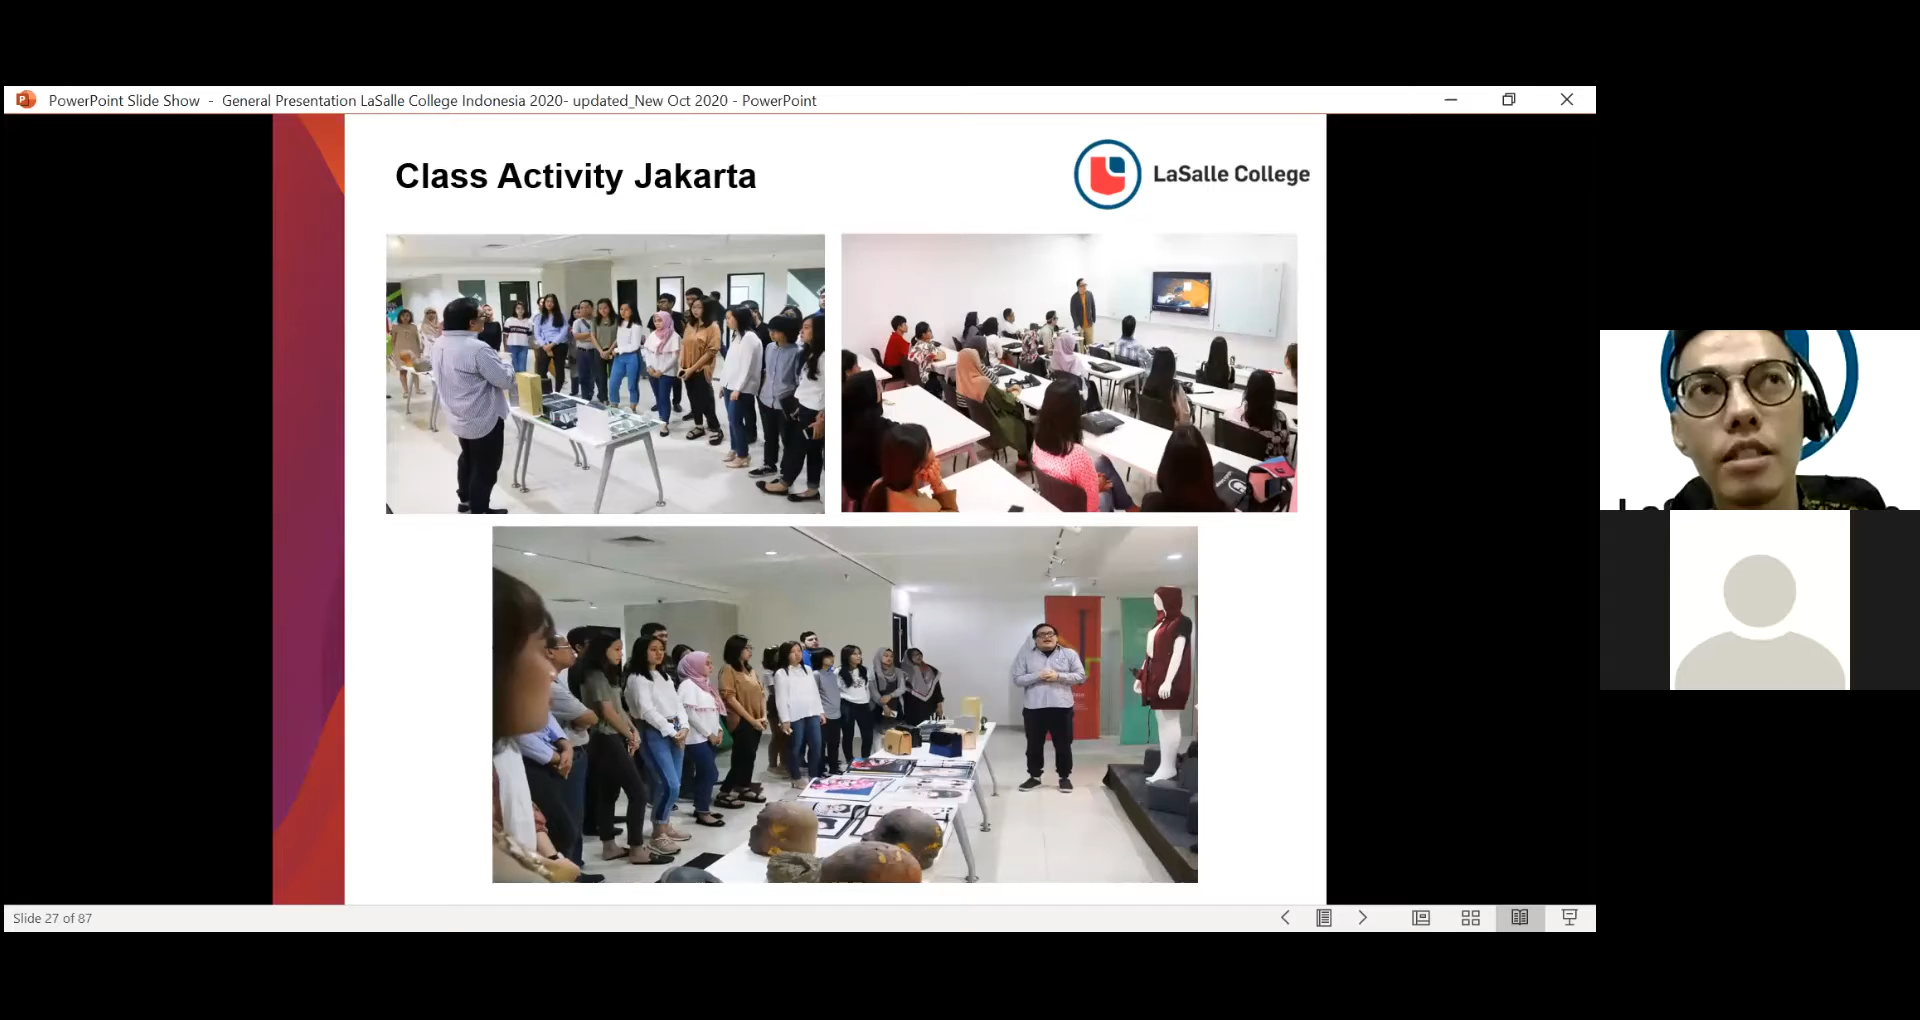 PowerPoint Slide Show - General Presentation LaSalle College Indonesia 2020- updated_New Oct 2020 - PowerPoint
Class Activity Jakarta
LaSalle College
Slide 27 of 87